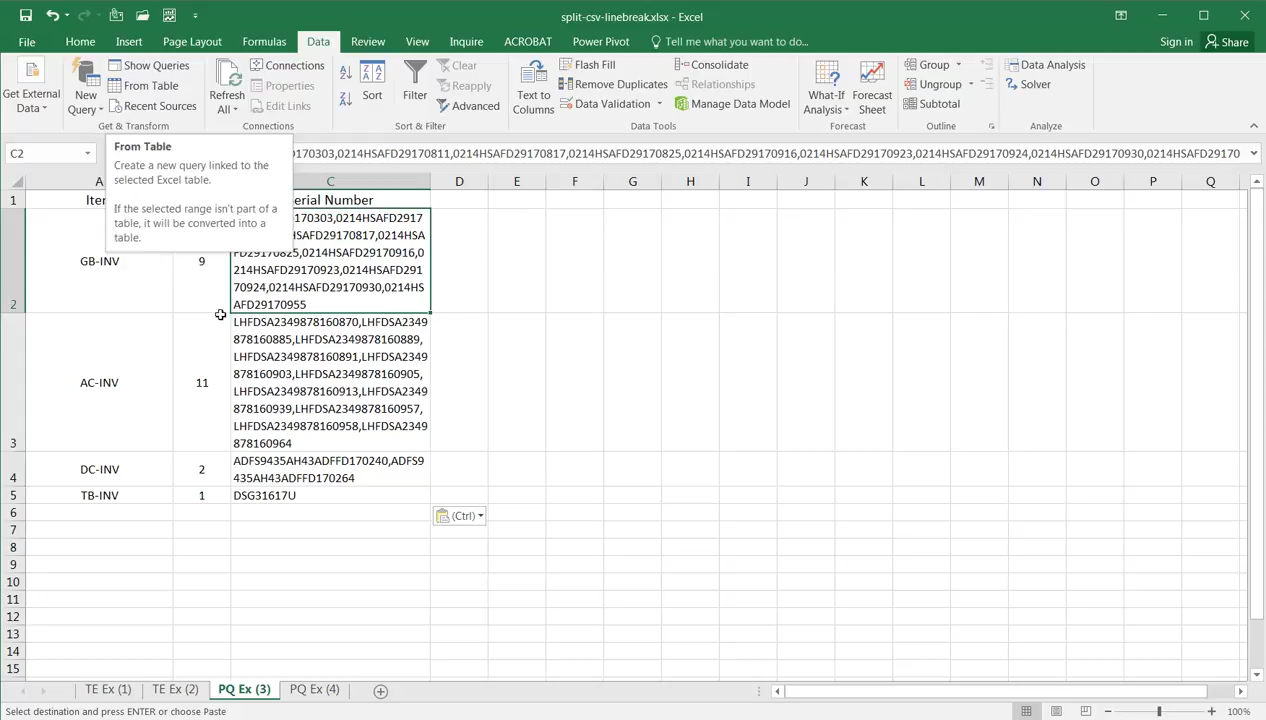 split-csv-linebreak.xlsx - Excel
File Home Insert Page Layout Formulas Data Review View Inquire ACROBAT Power Pivot Tell me what you want to do... Sign in Share
Get External Data
New Query
Show Queries
From Table
Recent Sources
Get & Transform
Refresh All
Connections
Properties
Edit Links
Connections
Sort
Filter
Clear
Reapply
Advanced
Sort & Filter
Text to Columns
Flash Fill
Remove Duplicates
Data Validation
Consolidate
Relationships
Manage Data Model
Data Tools
What-If Analysis
Forecast Sheet
Forecast
Group
Ungroup
Subtotal
Outline
Data Analysis
Solver
Analyze
C2
170303,0214HSAFD29170811,0214HSAFD29170817,0214HSAFD29170825,0214HSAFD29170916,0214HSAFD29170923,0214HSAFD29170924,0214HSAFD29170930,0214HSAFD29170
From Table
Create a new query linked to the
selected Excel table.
If the selected range isn't part of a
table, it will be converted into a
table.
A C D E F G H I J K L M N O P Q
1 Iter erial Number
170303,0214HSAFD2917
HSAFD29170817,0214HSA
FD29170825,0214HSAFD29170916,0
GB-INV 9
214HSAFD29170923,0214HSAFD291
70924,0214HSAFD29170930,0214HS
2 AFD29170955
LHFDSA2349878160870,LHFDSA2349
878160885,LHFDSA2349878160889,
LHFDSA2349878160891,LHFDSA2349
878160903,LHFDSA2349878160905,
AC-INV 11
LHFDSA2349878160913,LHFDSA2349
878160939,LHFDSA2349878160957,
LHFDSA2349878160958,LHFDSA2349
3 878160964
ADFS9435AH43ADFFD170240,ADFS9
DC-INV 2
4 435AH43ADFFD170264
5 TB-INV 1 DSG31617U
6
(Ctrl)
7
8
9
10
11
12
13
14
15
TE Ex (1) TE Ex (2) PQ Ex (3) PQ Ex (4)
Select destination and press ENTER or choose Paste
100%